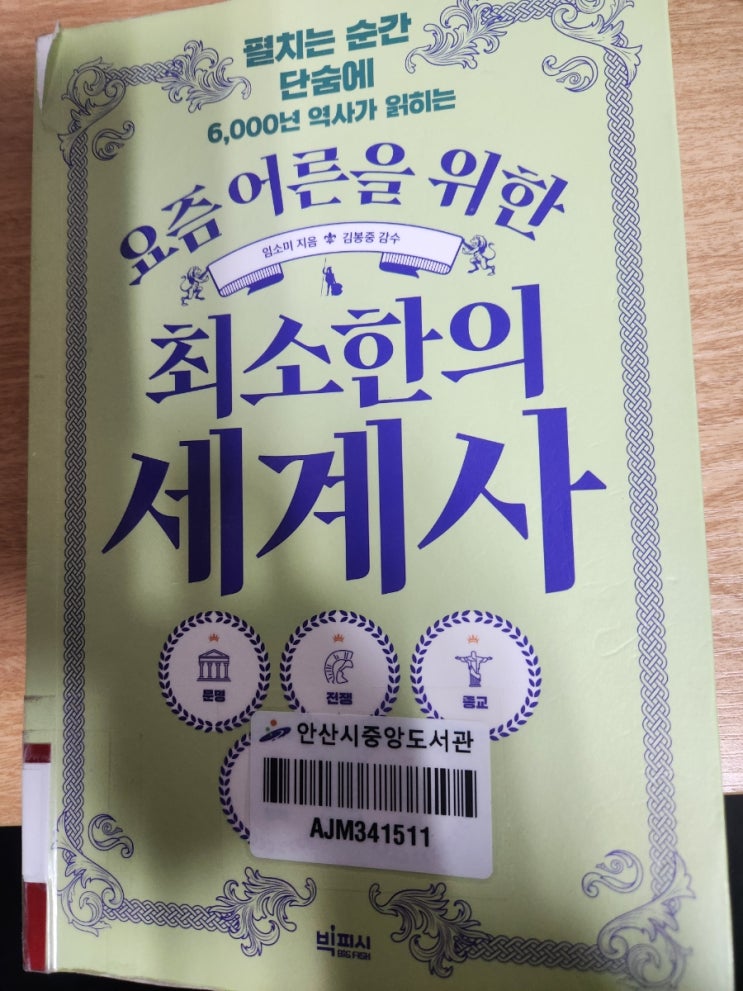 펼치는 순간
단숨에
6,000년 역사가 읽히는
요즘 어른을 위한
임소미 지음 김봉중 감수
최소한의
세계사
문명 전쟁 종교
안산시중앙도서관
AJM341511
빅피시
BIG FISH